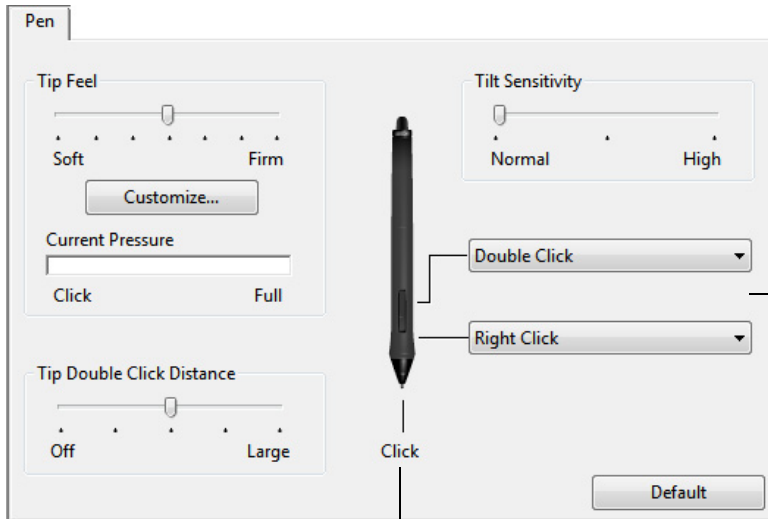 Pen
Tip Feel
Soft Firm
Customize...
Current Pressure
Click Full
Tip Double Click Distance
Off Large
Click
Tilt Sensitivity
Normal High
Double Click
Right Click
Default